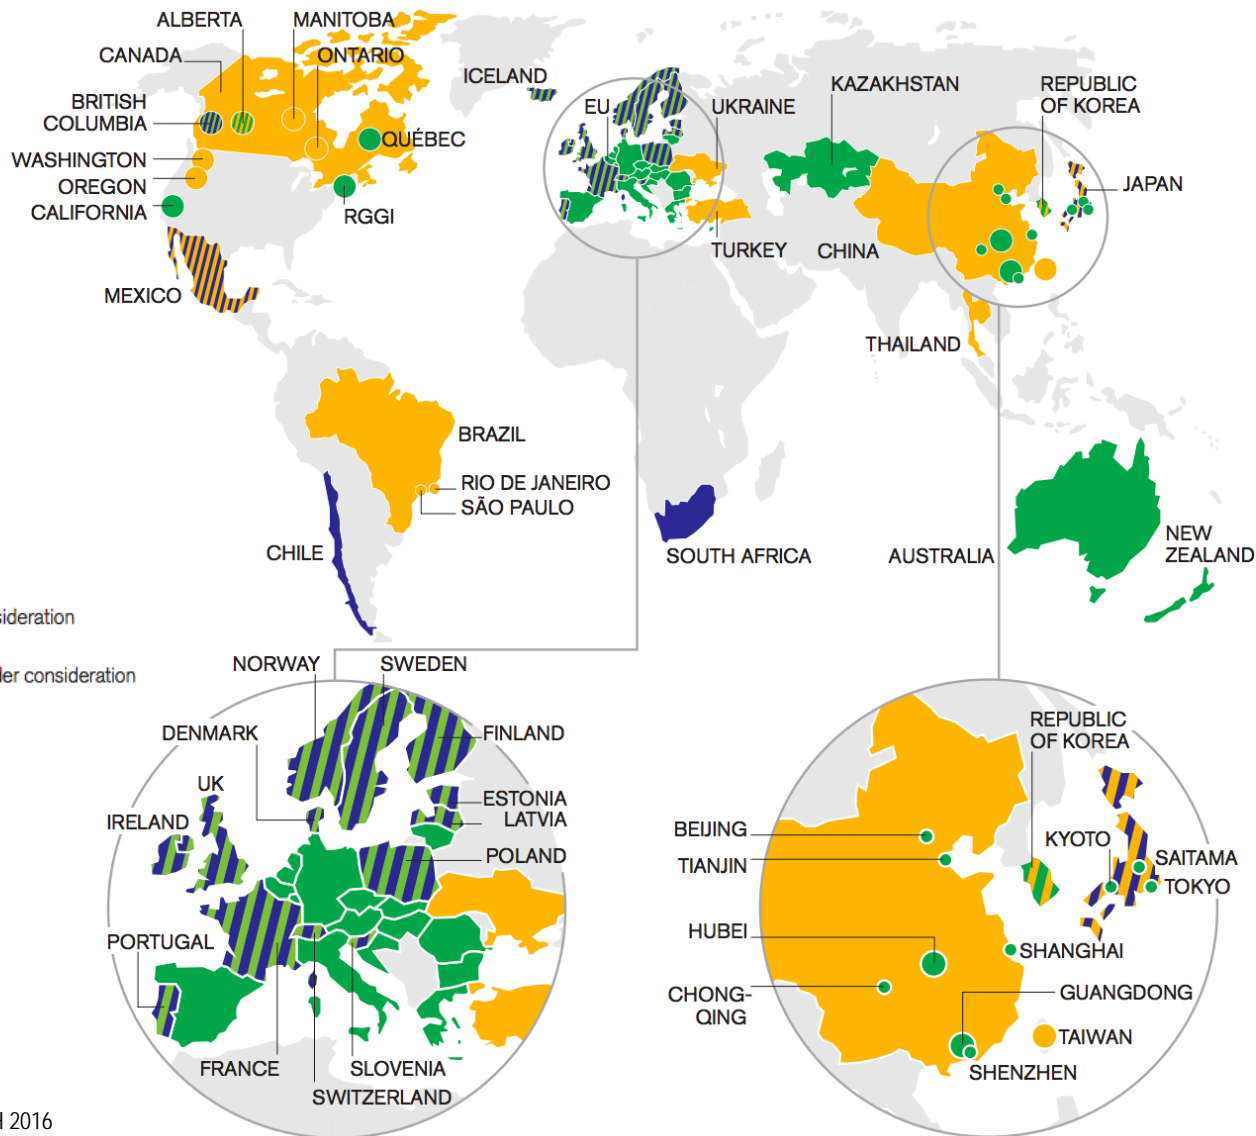 ALBERTA
MANITOBA
CANADA
ONTARIO
BRITISH
COLUMBIA
QUÉBEC
WASHINGTON
OREGON
CALIFORNIA
RGGI
MEXICO
ICELAND
EU
UKRAINE
KAZAKHSTAN
REPUBLIC
OF KOREA
JAPAN
TURKEY
CHINA
THAILAND
BRAZIL
RIO DE JANEIRO
SÃO PAULO
CHILE
SOUTH AFRICA
AUSTRALIA
NEW
ZEALAND
consideration
NORWAY
SWEDEN
DENMARK
FINLAND
UK
IRELAND
ESTONIA
LATVIA
POLAND
PORTUGAL
FRANCE
SLOVENIA
SWITZERLAND
REPUBLIC
OF KOREA
BEIJING
TIANJIN
KYOTO
SAITAMA
TOKYO
HUBEI
SHANGHAI
CHONG-
QING
GUANGDONG
TAIWAN
SHENZHEN
2016